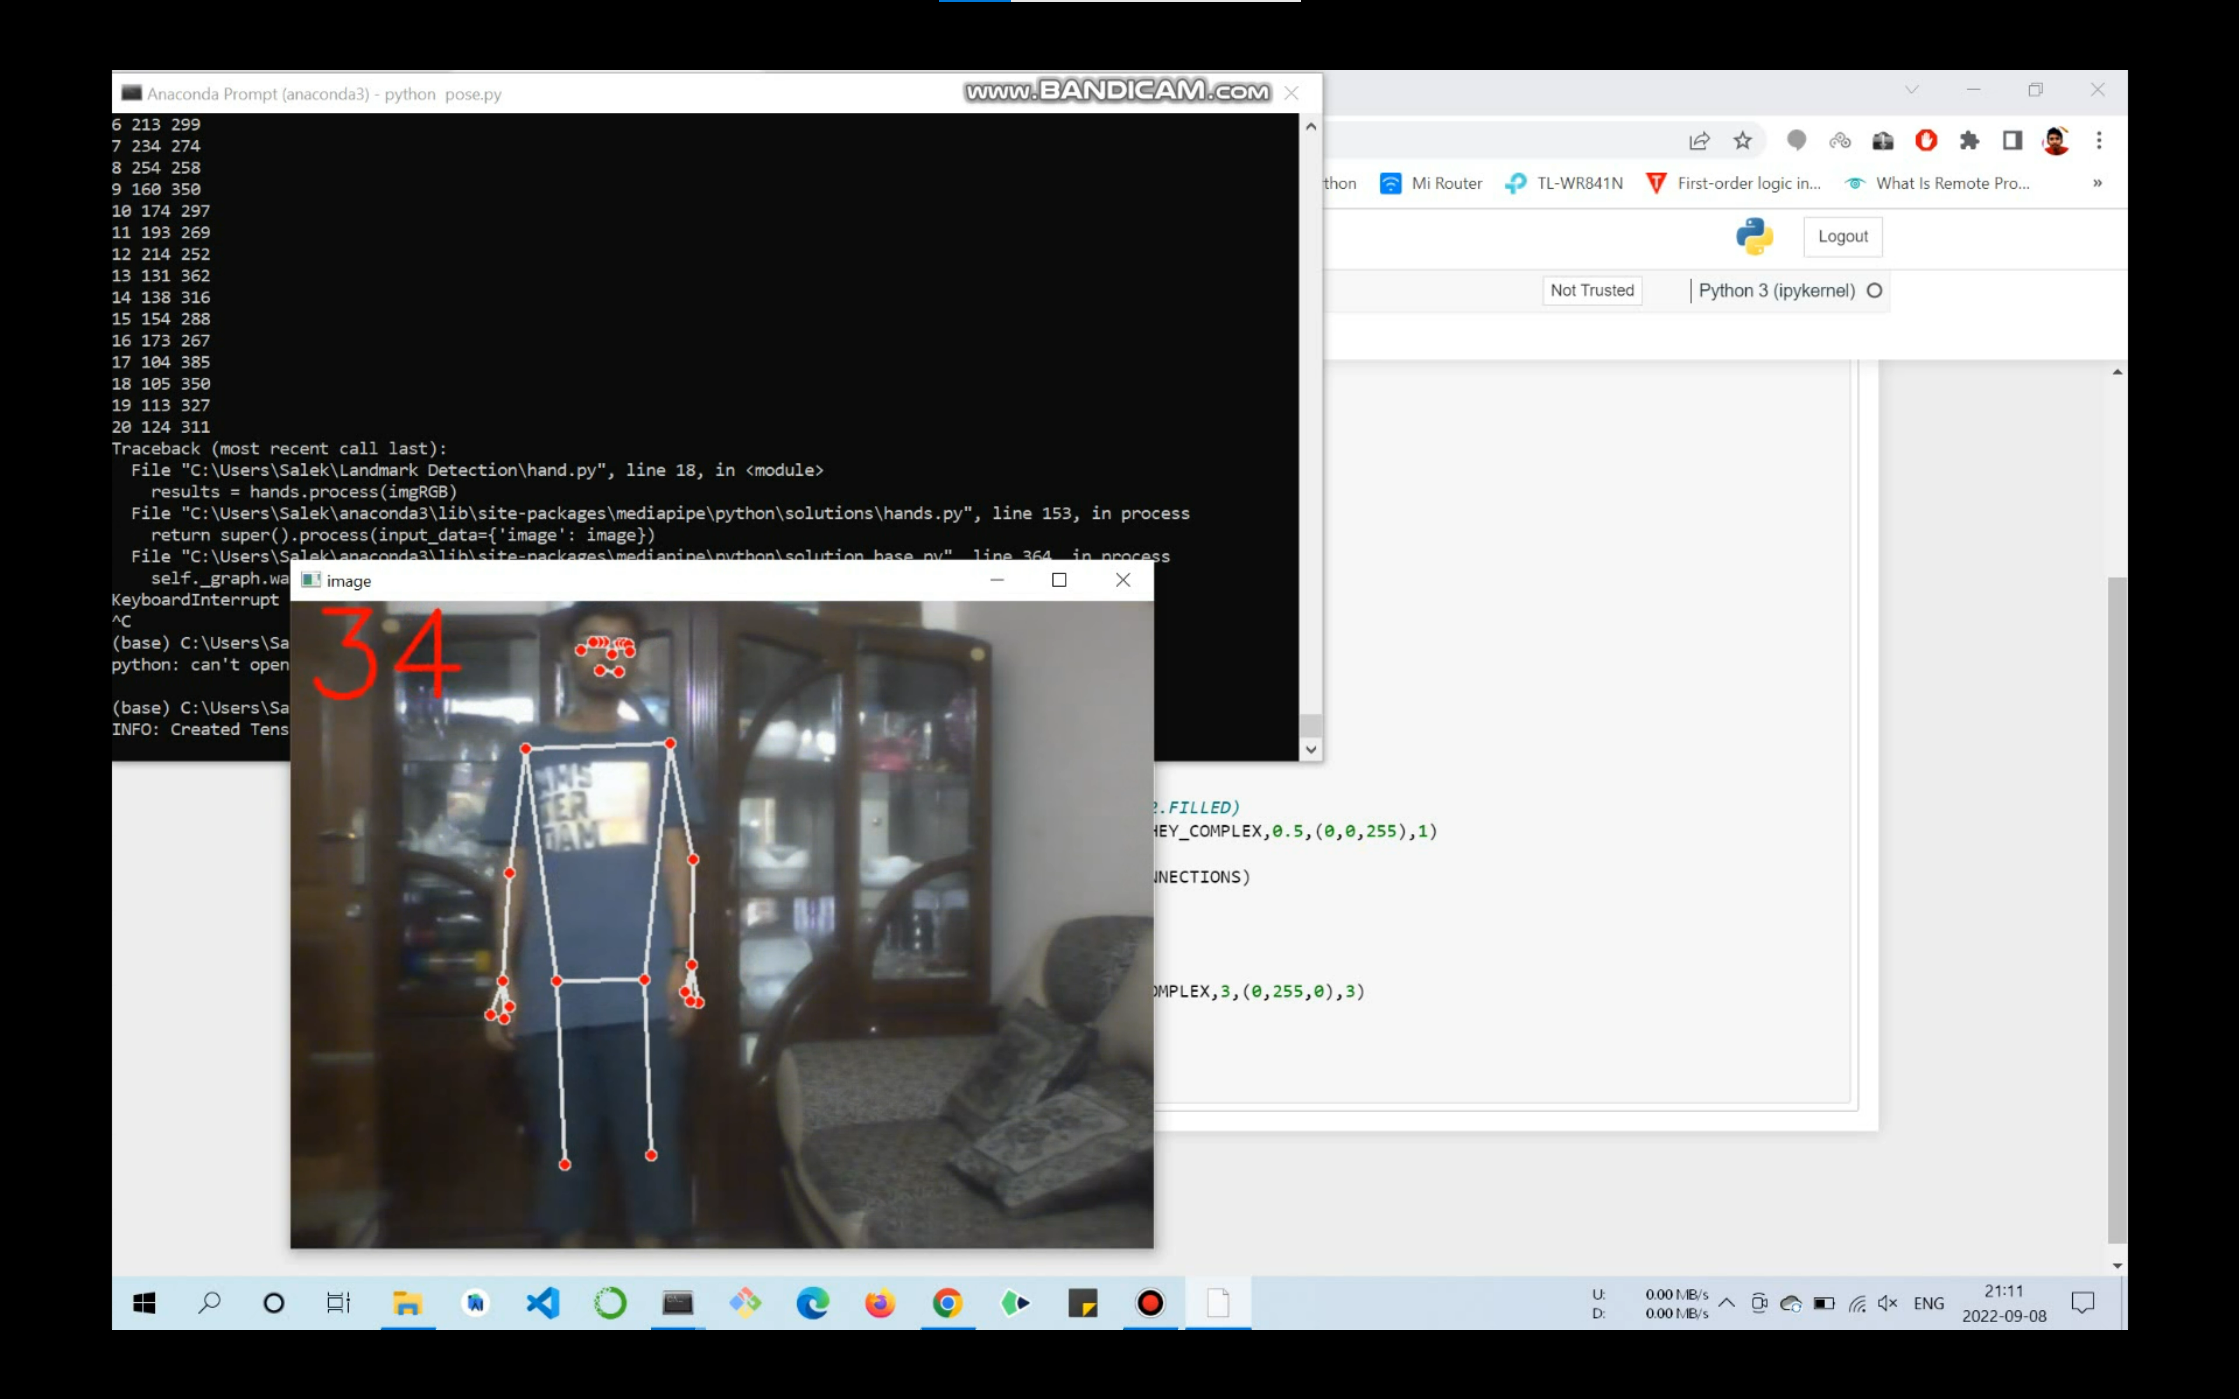 Anaconda Prompt (anaconda3) - python pose.py
www.BANDICAM.com
6 213 299
7 234 274
8 254 258
9 160 350
10 174 297
11 193 269
12 214 252
13 131 362
14 138 316
15 154 288
16 173 267
17 104 385
18 105 350
19 113 327
20 124 311
Traceback (most recent call last):
File "C:\Users\Salek\Landmark Detection\hand.py", line 18, in <module>
results = hands.process(imgRGB)
File "C:\Users\Salek\anaconda3\lib\site-packages\mediapipe\python\solutions\hands.py", line 153, in process
return super().process(input_data={'image': image})
File "C:\Users\Salek\anaconda3\lib\site-packages\mediapipe\python\solution_base.py", line 364, in process
self._graph.wa
KeyboardInterrupt
^C
(base) C:\Users\Sa
python: can't open
(base) C:\Users\Sa
INFO: Created Tens
image
34
thon
Mi Router
TL-WR841N
First-order logic in...
What Is Remote Pro...
»
Logout
Not Trusted
Python 3 (ipykernel)
2.FILLED)
HEY_COMPLEX,0.5,(0,0,255),1)
NNECTIONS)
OMPLEX,3,(0,255,0),3)
U: 0.00 MB/s
D: 0.00 MB/s
ENG
21:11
2022-09-08